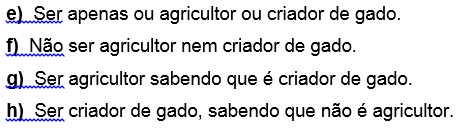 e) Ser apenas ou agricultor ou criador de gado.
f) Não ser agricultor nem criador de gado.
g) Ser agricultor sabendo que é criador de gado.
h) Ser criador de gado, sabendo que não é agricultor.